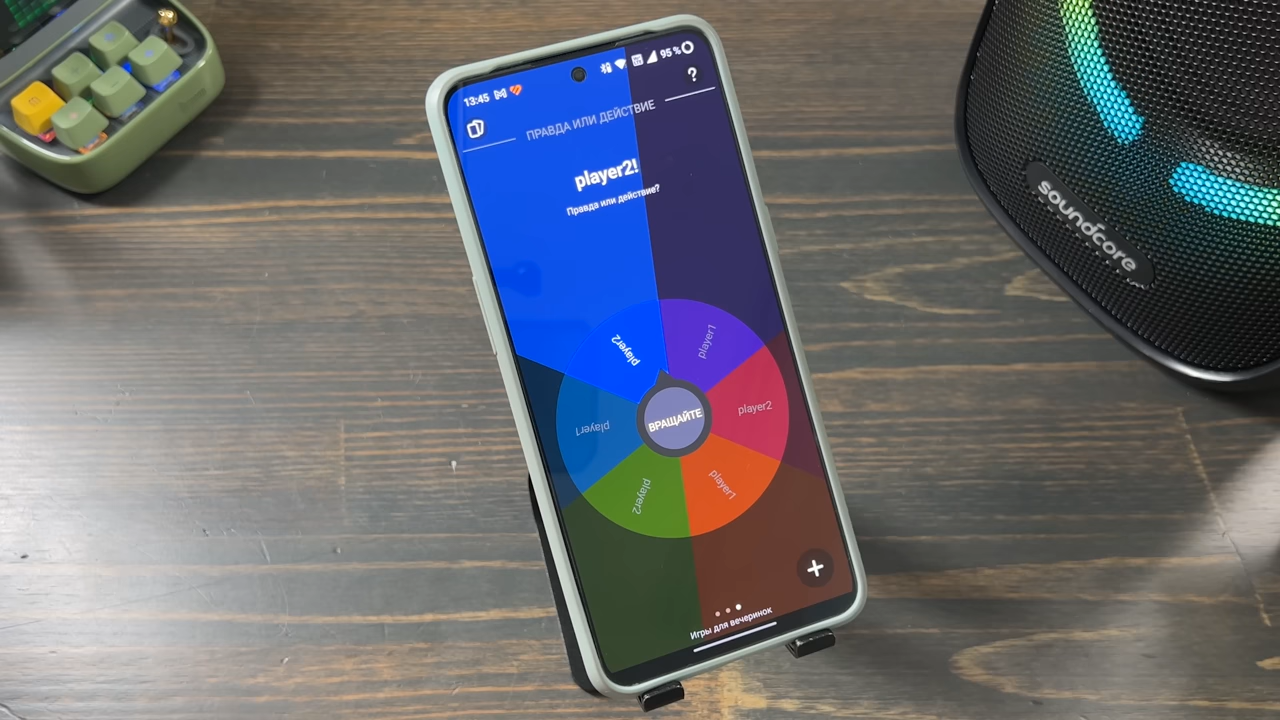 13:45
95 %
?
ПРАВДА ИЛИ ДЕЙСТВИЕ
player2!
Правда или действие?
player2
player1
player1
player2
ВРАЩАЙТЕ
player2
player1
+
Игры для вечеринок
soundcore